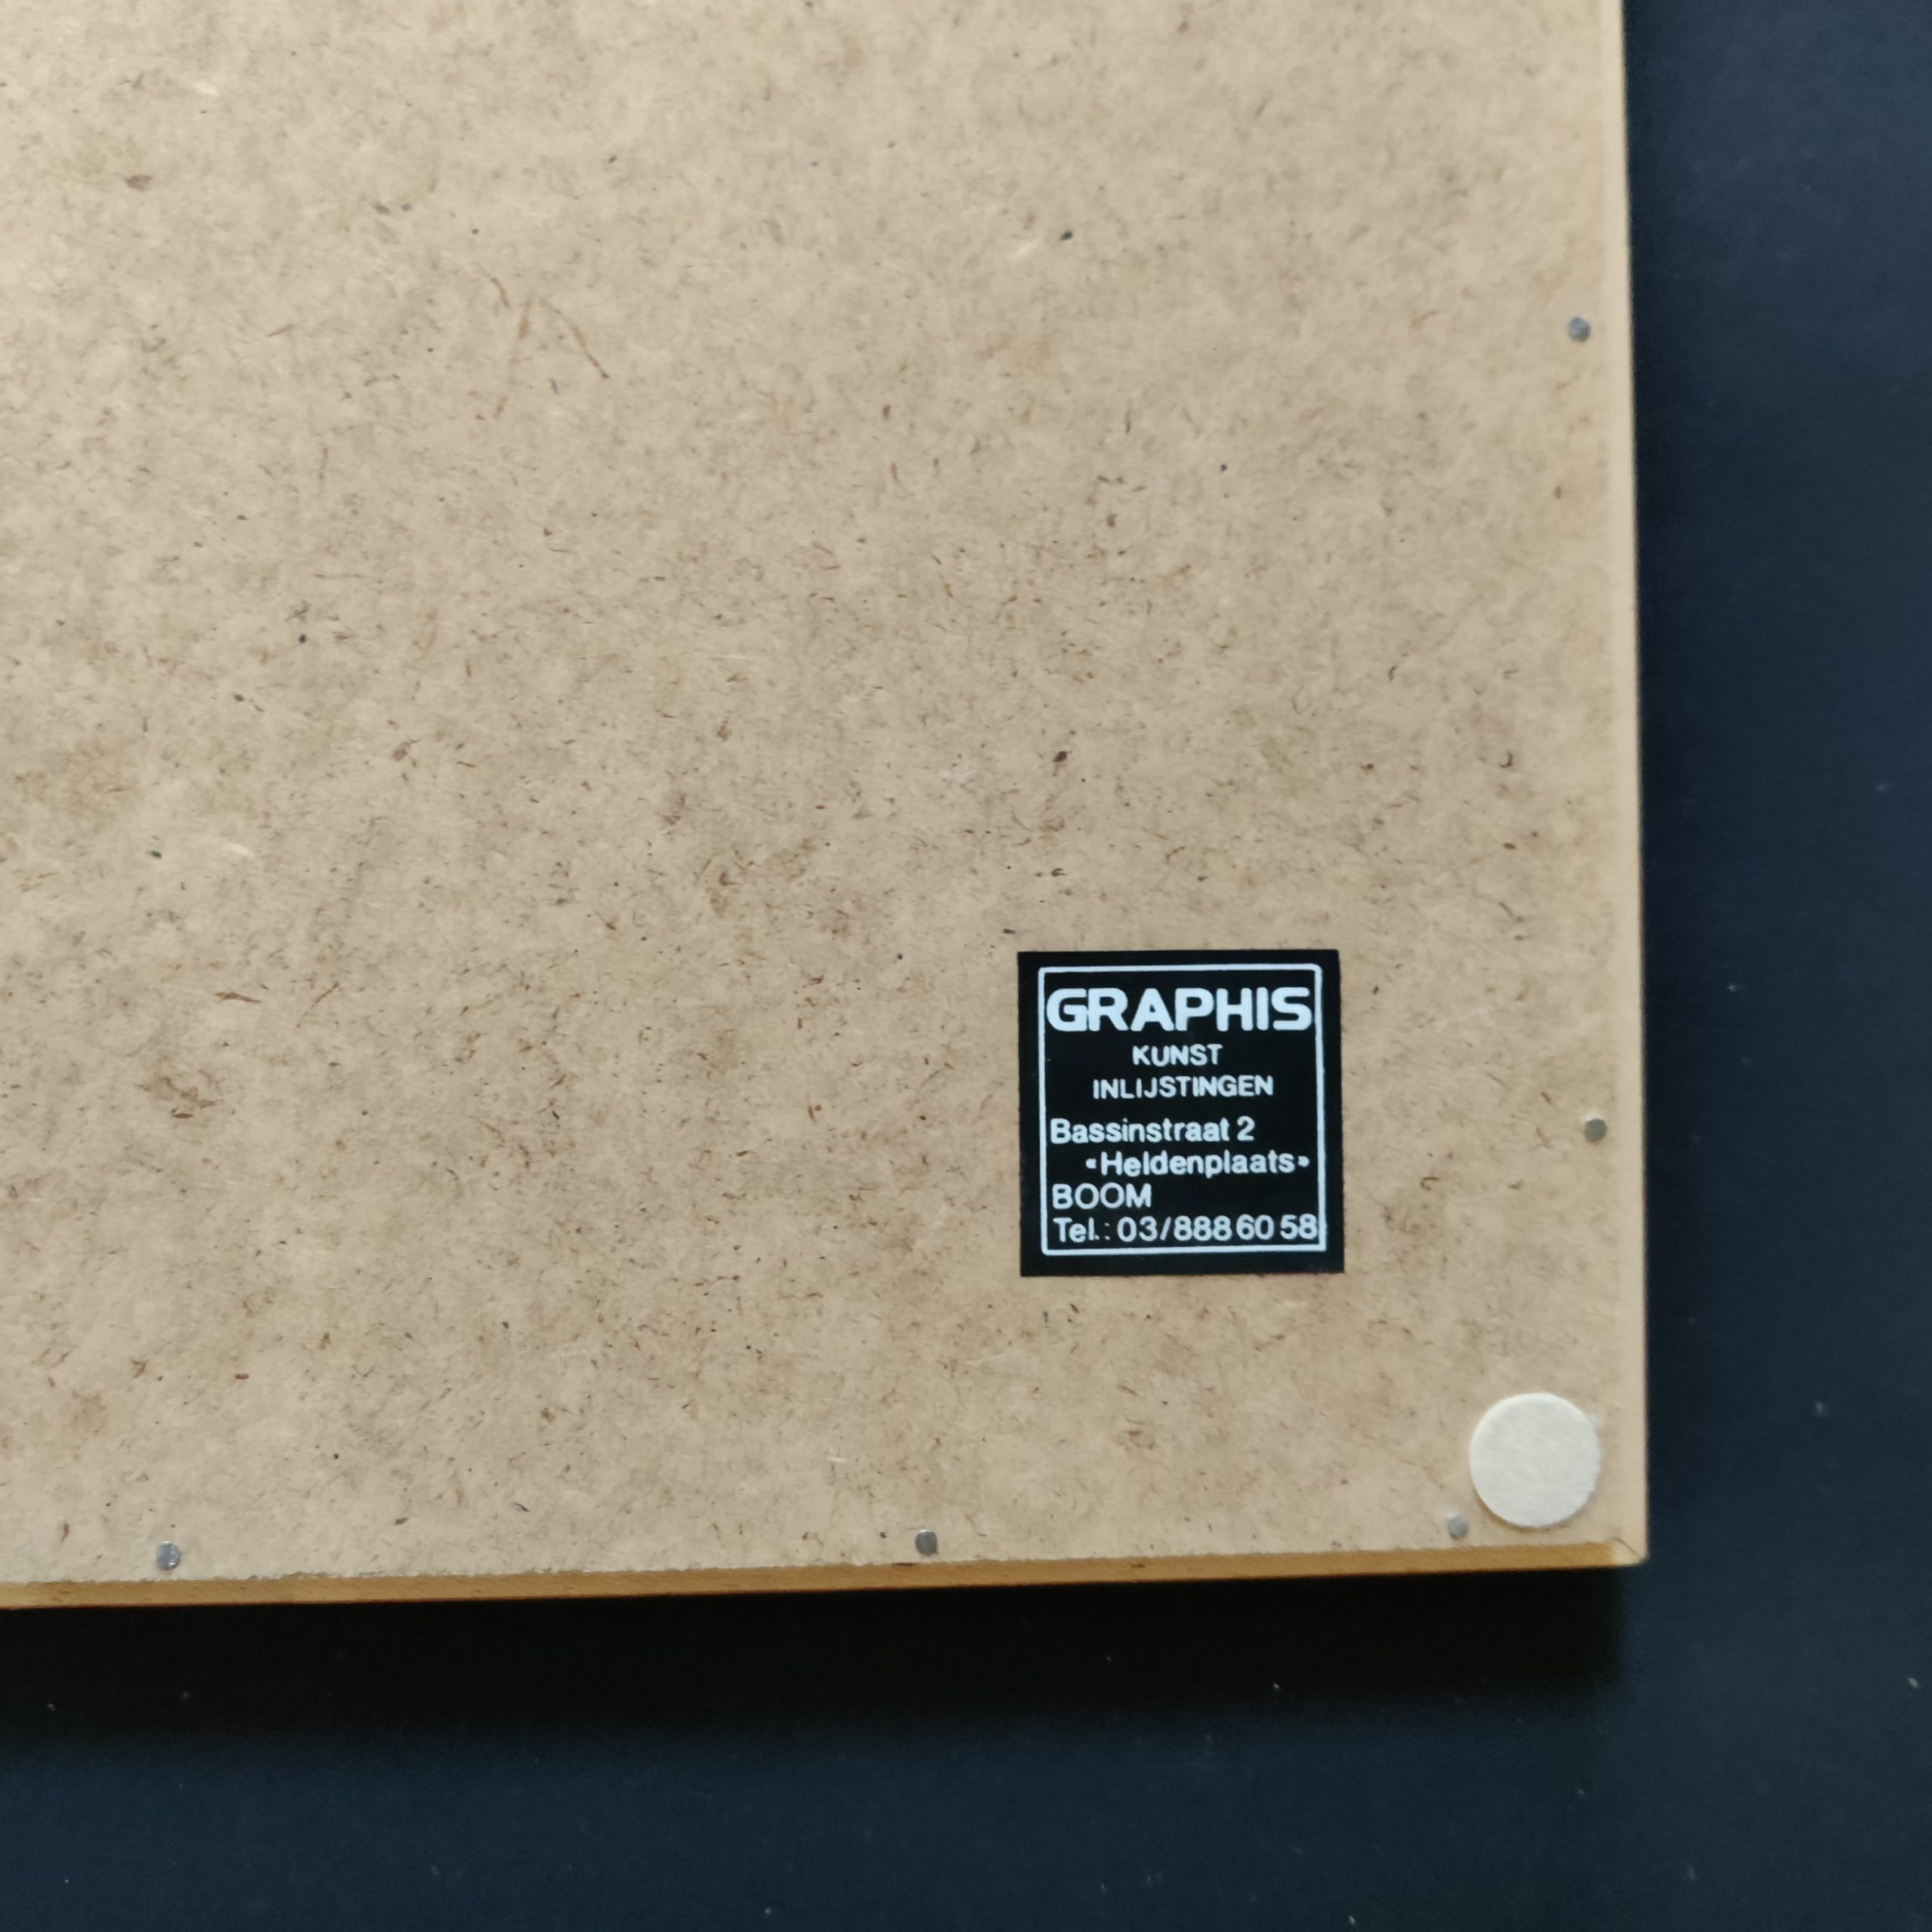 GRAPHIS
KUNST
INLIJSTINGEN
Bassinstraat 2
«Heldenplaats»
BOOM
Tel.: 03/888 60 58